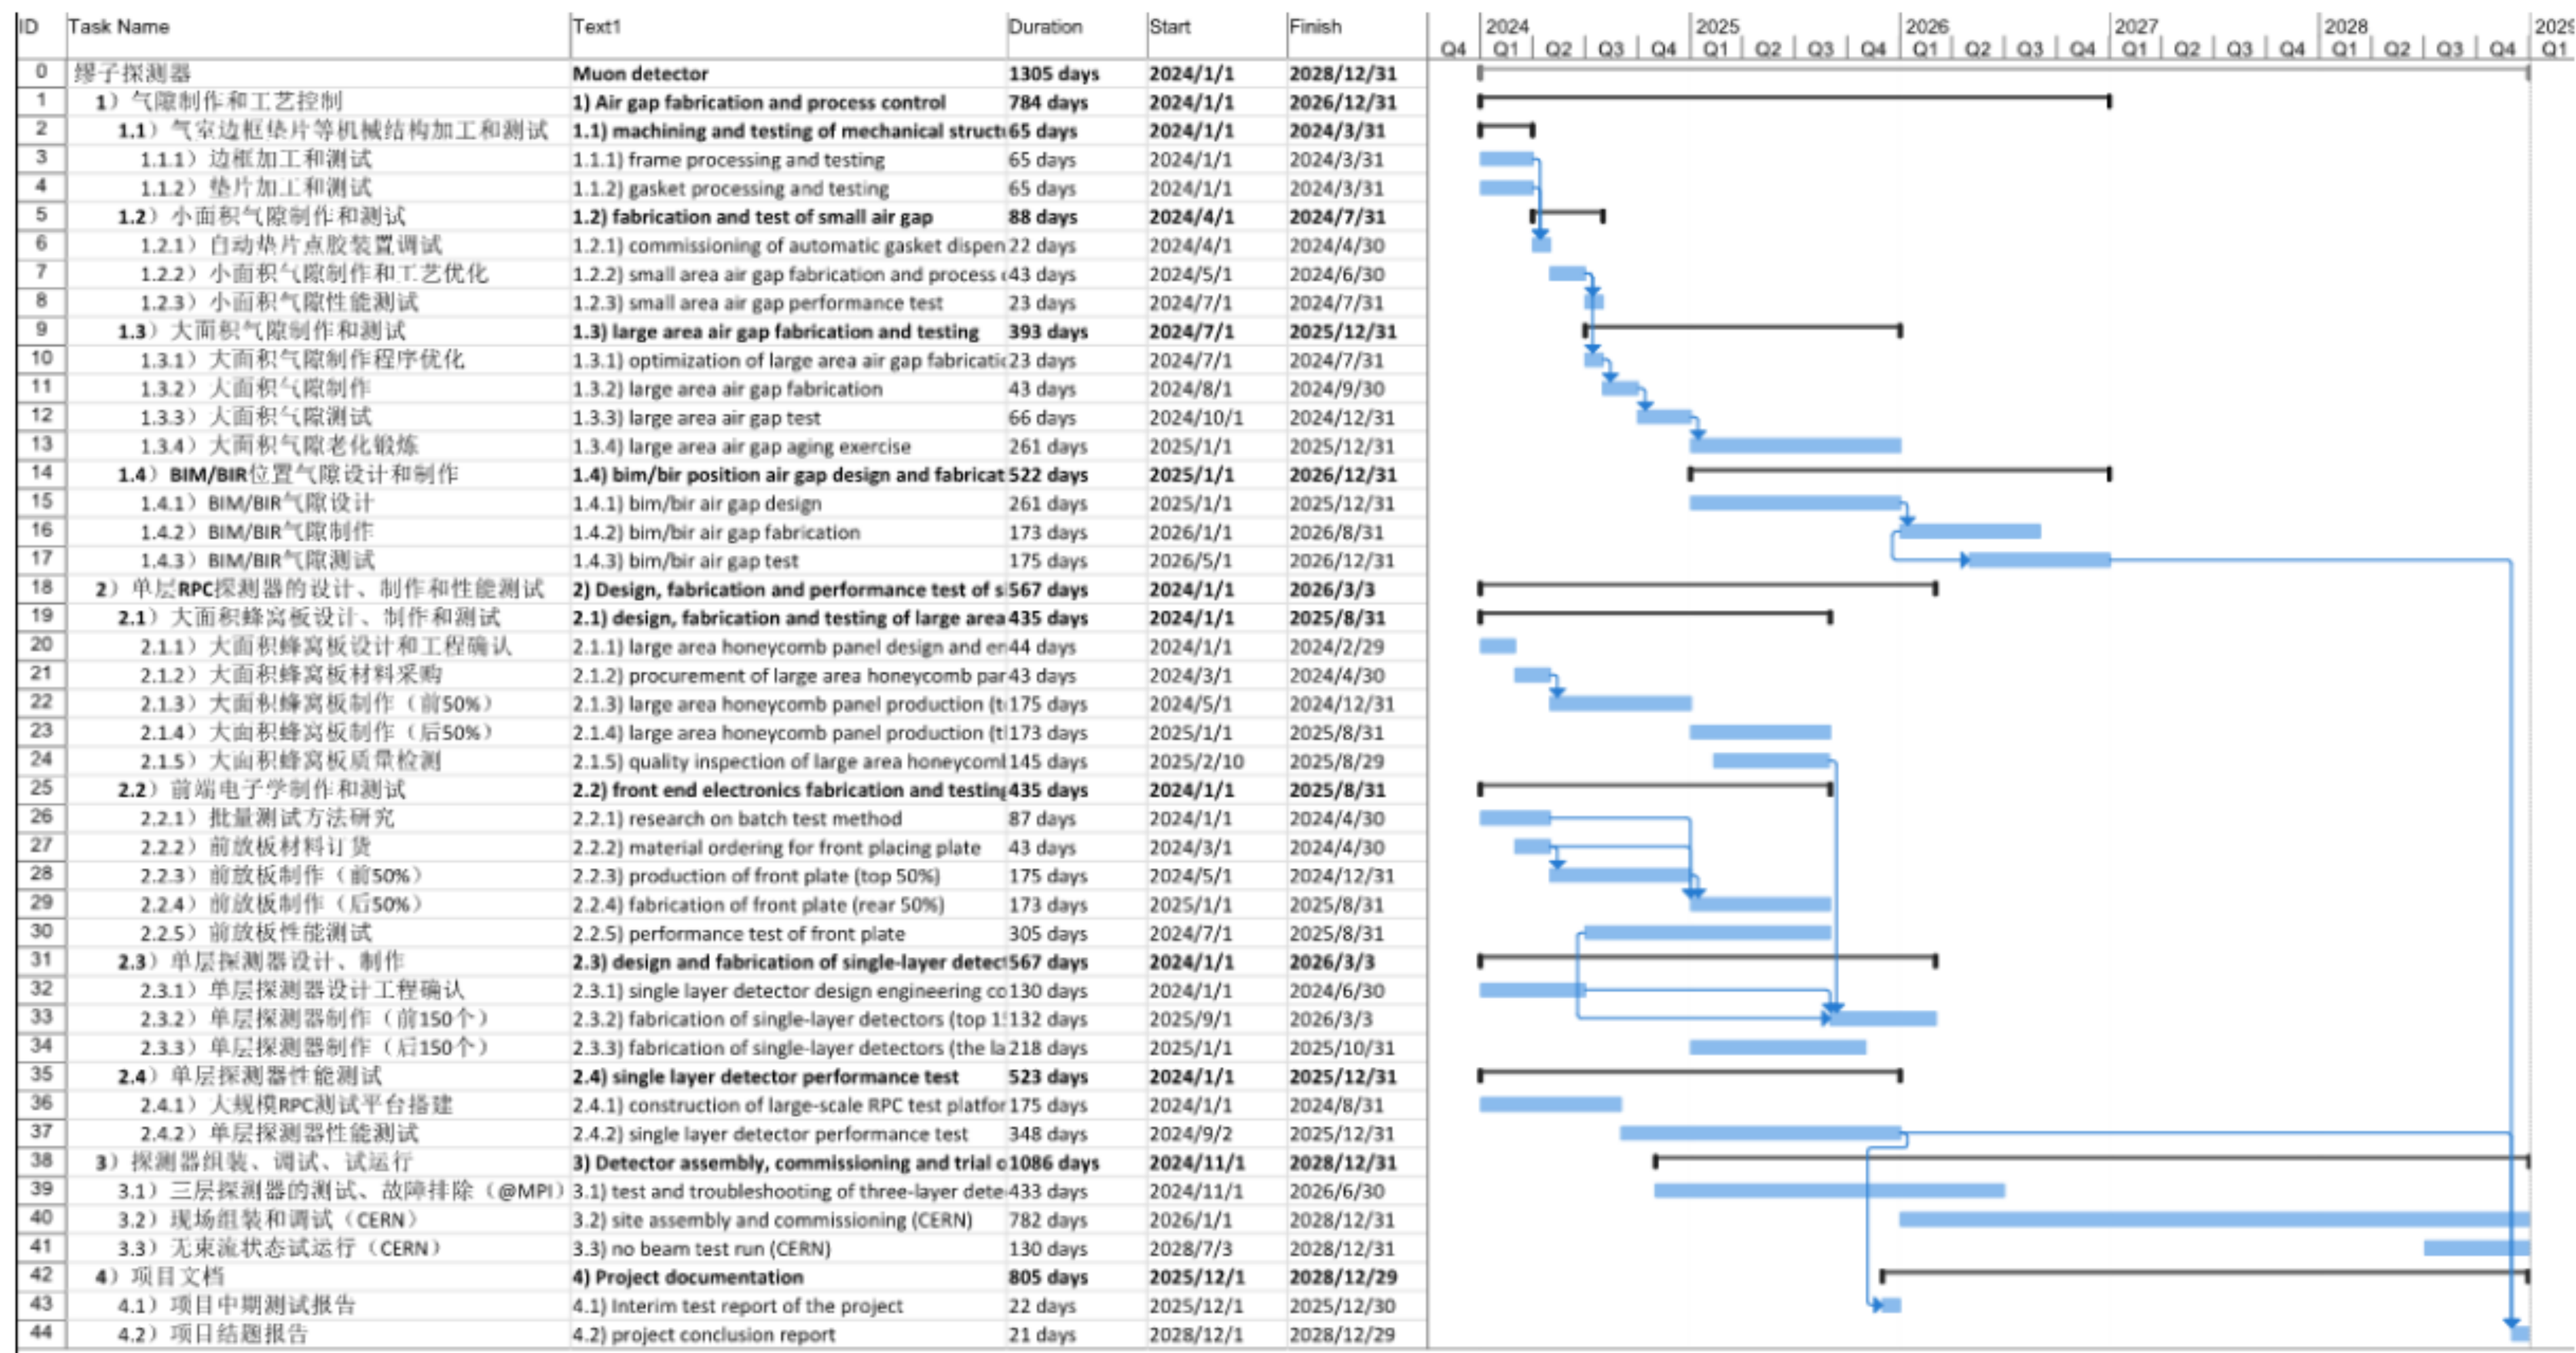 ID Task Name Text1 Duration Start Finish 2024 2025 2026 2027 2028 2029
Q4 Q1 Q2 Q3 Q4 Q1 Q2 Q3 Q4 Q1 Q2 Q3 Q4 Q1 Q2 Q3 Q4 Q1 Q2 Q3 Q4 Q1
0 缪子探测器 Muon detector 1305 days 2024/1/1 2028/12/31
1 1）气隙制作和工艺控制 1) Air gap fabrication and process control 784 days 2024/1/1 2026/12/31
2 1.1）气室边框垫片等机械结构加工和测试 1.1) machining and testing of mechanical struct 65 days 2024/1/1 2024/3/31
3 1.1.1）边框加工和测试 1.1.1) frame processing and testing 65 days 2024/1/1 2024/3/31
4 1.1.2）垫片加工和测试 1.1.2) gasket processing and testing 65 days 2024/1/1 2024/3/31
5 1.2）小面积气隙制作和测试 1.2) fabrication and test of small air gap 88 days 2024/4/1 2024/7/31
6 1.2.1）自动垫片点胶装置调试 1.2.1) commissioning of automatic gasket dispen 22 days 2024/4/1 2024/4/30
7 1.2.2）小面积气隙制作和工艺优化 1.2.2) small area air gap fabrication and process 43 days 2024/5/1 2024/6/30
8 1.2.3）小面积气隙性能测试 1.2.3) small area air gap performance test 23 days 2024/7/1 2024/7/31
9 1.3）大面积气隙制作和测试 1.3) large area air gap fabrication and testing 393 days 2024/7/1 2025/12/31
10 1.3.1）大面积气隙制作程序优化 1.3.1) optimization of large area air gap fabricatic 23 days 2024/7/1 2024/7/31
11 1.3.2）大面积气隙制作 1.3.2) large area air gap fabrication 43 days 2024/8/1 2024/9/30
12 1.3.3）大面积气隙测试 1.3.3) large area air gap test 66 days 2024/10/1 2024/12/31
13 1.3.4）大面积气隙老化锻炼 1.3.4) large area air gap aging exercise 261 days 2025/1/1 2025/12/31
14 1.4）BIM/BIR位置气隙设计和制作 1.4) bim/bir position air gap design and fabricat 522 days 2025/1/1 2026/12/31
15 1.4.1）BIM/BIR气隙设计 1.4.1) bim/bir air gap design 261 days 2025/1/1 2025/12/31
16 1.4.2）BIM/BIR气隙制作 1.4.2) bim/bir air gap fabrication 173 days 2026/1/1 2026/8/31
17 1.4.3）BIM/BIR气隙测试 1.4.3) bim/bir air gap test 175 days 2026/5/1 2026/12/31
18 2）单层RPC探测器的设计、制作和性能测试 2) Design, fabrication and performance test of s 567 days 2024/1/1 2026/3/3
19 2.1）大面积蜂窝板设计、制作和测试 2.1) design, fabrication and testing of large area 435 days 2024/1/1 2025/8/31
20 2.1.1）大面积蜂窝板设计和工程确认 2.1.1) large area honeycomb panel design and en 44 days 2024/1/1 2024/2/29
21 2.1.2）大面积蜂窝板材料采购 2.1.2) procurement of large area honeycomb par 43 days 2024/3/1 2024/4/30
22 2.1.3）大面积蜂窝板制作（前50%） 2.1.3) large area honeycomb panel production (t 175 days 2024/5/1 2024/12/31
23 2.1.4）大面积蜂窝板制作（后50%） 2.1.4) large area honeycomb panel production (t 173 days 2025/1/1 2025/8/31
24 2.1.5）大面积蜂窝板质量检测 2.1.5) quality inspection of large area honeycoml 145 days 2025/2/10 2025/8/29
25 2.2）前端电子学制作和测试 2.2) front end electronics fabrication and testing 435 days 2024/1/1 2025/8/31
26 2.2.1）批量测试方法研究 2.2.1) research on batch test method 87 days 2024/1/1 2024/4/30
27 2.2.2）前放板材料订货 2.2.2) material ordering for front placing plate 43 days 2024/3/1 2024/4/30
28 2.2.3）前放板制作（前50%） 2.2.3) production of front plate (top 50%) 175 days 2024/5/1 2024/12/31
29 2.2.4）前放板制作（后50%） 2.2.4) fabrication of front plate (rear 50%) 173 days 2025/1/1 2025/8/31
30 2.2.5）前放板性能测试 2.2.5) performance test of front plate 305 days 2024/7/1 2025/8/31
31 2.3）单层探测器设计、制作 2.3) design and fabrication of single-layer detect 567 days 2024/1/1 2026/3/3
32 2.3.1）单层探测器设计工程确认 2.3.1) single layer detector design engineering co 130 days 2024/1/1 2024/6/30
33 2.3.2）单层探测器制作（前150个） 2.3.2) fabrication of single-layer detectors (top 1 132 days 2025/9/1 2026/3/3
34 2.3.3）单层探测器制作（后150个） 2.3.3) fabrication of single-layer detectors (the la 218 days 2025/1/1 2025/10/31
35 2.4）单层探测器性能测试 2.4) single layer detector performance test 523 days 2024/1/1 2025/12/31
36 2.4.1）大规模RPC测试平台搭建 2.4.1) construction of large-scale RPC test platfor 175 days 2024/1/1 2024/8/31
37 2.4.2）单层探测器性能测试 2.4.2) single layer detector performance test 348 days 2024/9/2 2025/12/31
38 3）探测器组装、调试、试运行 3) Detector assembly, commissioning and trial o 1086 days 2024/11/1 2028/12/31
39 3.1）三层探测器的测试、故障排除（@MPI） 3.1) test and troubleshooting of three-layer dete 433 days 2024/11/1 2026/6/30
40 3.2）现场组装和调试（CERN） 3.2) site assembly and commissioning (CERN) 782 days 2026/1/1 2028/12/31
41 3.3）无束流状态试运行（CERN） 3.3) no beam test run (CERN) 130 days 2028/7/3 2028/12/31
42 4）项目文档 4) Project documentation 805 days 2025/12/1 2028/12/29
43 4.1）项目中期测试报告 4.1) Interim test report of the project 22 days 2025/12/1 2025/12/30
44 4.2）项目结题报告 4.2) project conclusion report 21 days 2028/12/1 2028/12/29